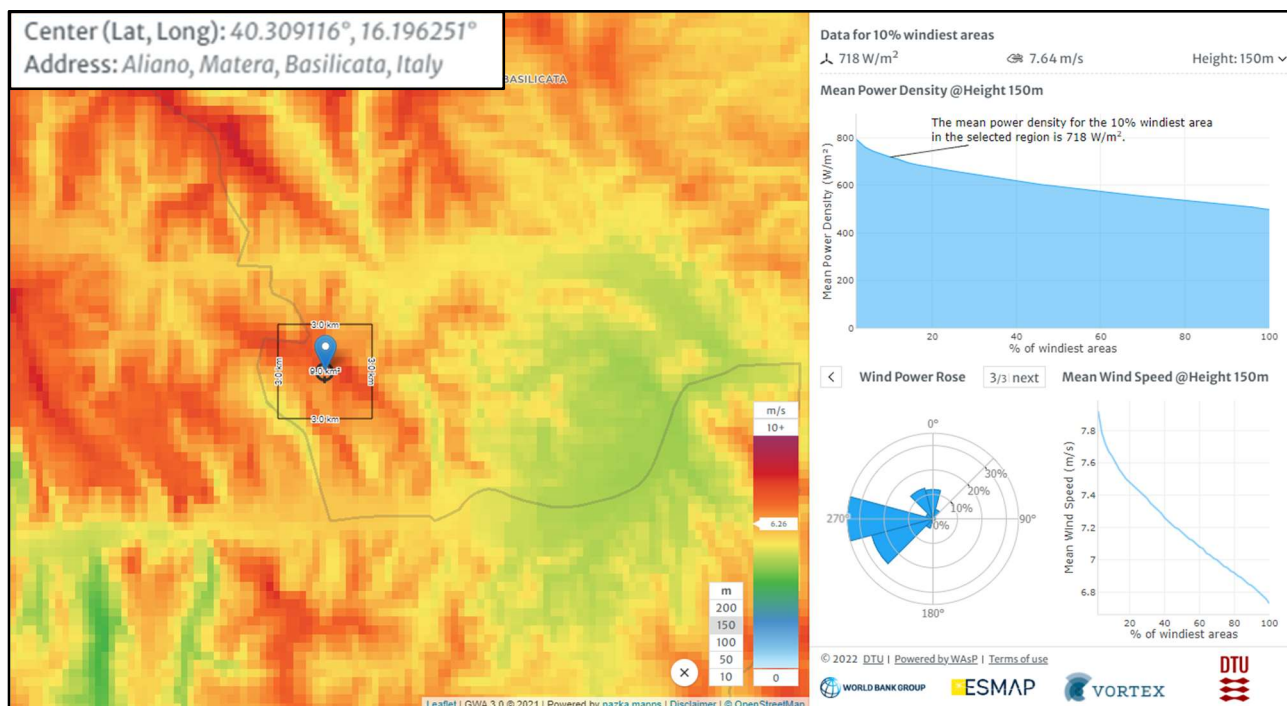 Center (Lat, Long): 40.309116°, 16.196251°
Address: Aliano, Matera, Basilicata, Italy
BASILICATA
3.0 km
3.0 km
9.0 km²
3.0 km
3.0 km
m/s
10+
6.26
0
m
200
150
100
50
10
Leaflet | GWA 3.0 © 2021 | Powered by nazka mapps | Disclaimer | © OpenStreetMap
Data for 10% windiest areas
718 W/m² 7.64 m/s Height: 150m
Mean Power Density @Height 150m
The mean power density for the 10% windiest area
in the selected region is 718 W/m².
Mean Power Density (W/m²)
800
600
400
200
0
20 40 60 80 100
% of windiest areas
< Wind Power Rose 3/3 | next
0°
30%
20%
10%
0%
270° 90°
180°
Mean Wind Speed @Height 150m
Mean Wind Speed (m/s)
7.8
7.6
7.4
7.2
7
6.8
20 40 60 80 100
% of windiest areas
© 2022 DTU | Powered by WAsP | Terms of use
WORLD BANK GROUP
ESMAP
VORTEX
DTU